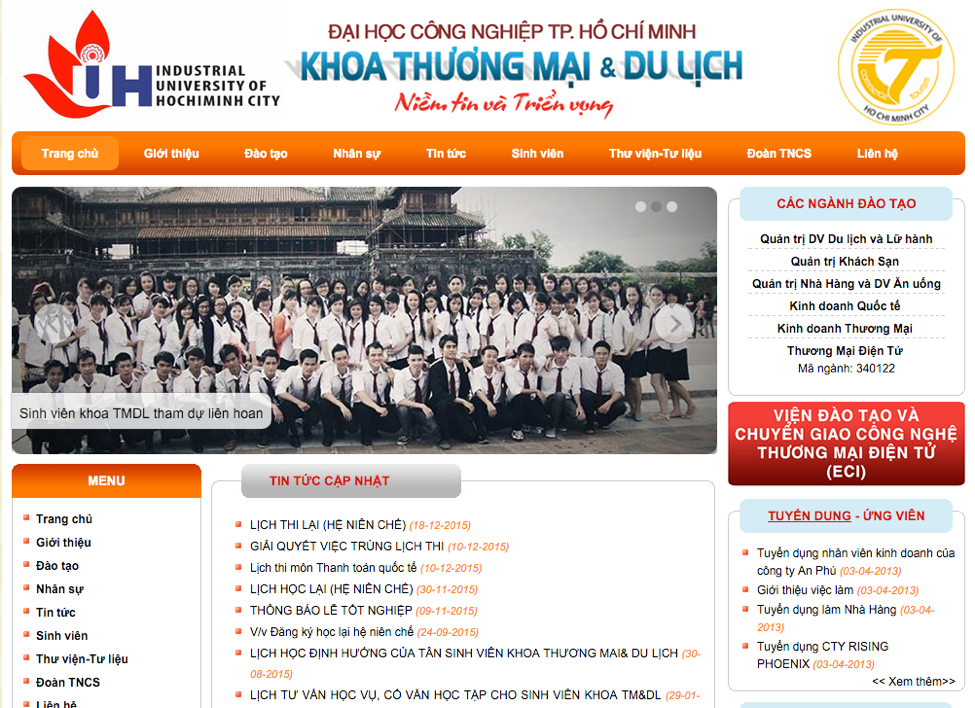 ĐẠI HỌC CÔNG NGHIỆP TP. HỒ CHÍ MINH
KHOA THƯƠNG MẠI & DU LỊCH
Niềm tin và Triển vọng
UH INDUSTRIAL
UNIVERSITY OF
HOCHIMINH CITY
INDUSTRIAL UNIVERSITY OF
HO CHI MINH CITY
commerce
tourism
Trang chủ Giới thiệu Đào tạo Nhân sự Tin tức Sinh viên Thư viện-Tư liệu Đoàn TNCS Liên hệ
Sinh viên khoa TMDL tham dự liên hoan
CÁC NGÀNH ĐÀO TẠO
Quản trị DV Du lịch và Lữ hành
Quản trị Khách Sạn
Quản trị Nhà Hàng và DV Ăn uống
Kinh doanh Quốc tế
Kinh doanh Thương Mại
Thương Mại Điện Tử
Mã ngành: 340122
VIỆN ĐÀO TẠO VÀ
CHUYỂN GIAO CÔNG NGHỆ
THƯƠNG MẠI ĐIỆN TỬ
(ECI)
MENU
Trang chủ
Giới thiệu
Đào tạo
Nhân sự
Tin tức
Sinh viên
Thư viện-Tư liệu
Đoàn TNCS
Liên hệ
TIN TỨC CẬP NHẬT
LỊCH THI LẠI (HỆ NIÊN CHẾ) (18-12-2015)
GIẢI QUYẾT VIỆC TRÙNG LỊCH THI (10-12-2015)
Lịch thi môn Thanh toán quốc tế (10-12-2015)
LỊCH HỌC LẠI (HỆ NIÊN CHẾ) (30-11-2015)
THÔNG BÁO LỄ TỐT NGHIỆP (09-11-2015)
V/v Đăng ký học lại hệ niên chế (24-09-2015)
LỊCH HỌC ĐỊNH HƯỚNG CỦA TÂN SINH VIÊN KHOA THƯƠNG MẠI& DU LỊCH (30-
08-2015)
LỊCH TƯ VẤN HỌC VỤ, CỐ VẤN HỌC TẬP CHO SINH VIÊN KHOA TM&DL (29-01-
TUYỂN DỤNG - ỨNG VIÊN
Tuyển dụng nhân viên kinh doanh của
công ty An Phú (03-04-2013)
Giới thiệu việc làm (03-04-2013)
Tuyển dụng làm Nhà Hàng (03-04-
2013)
Tuyển dụng CTY RISING
PHOENIX (03-04-2013)
<< Xem thêm>>